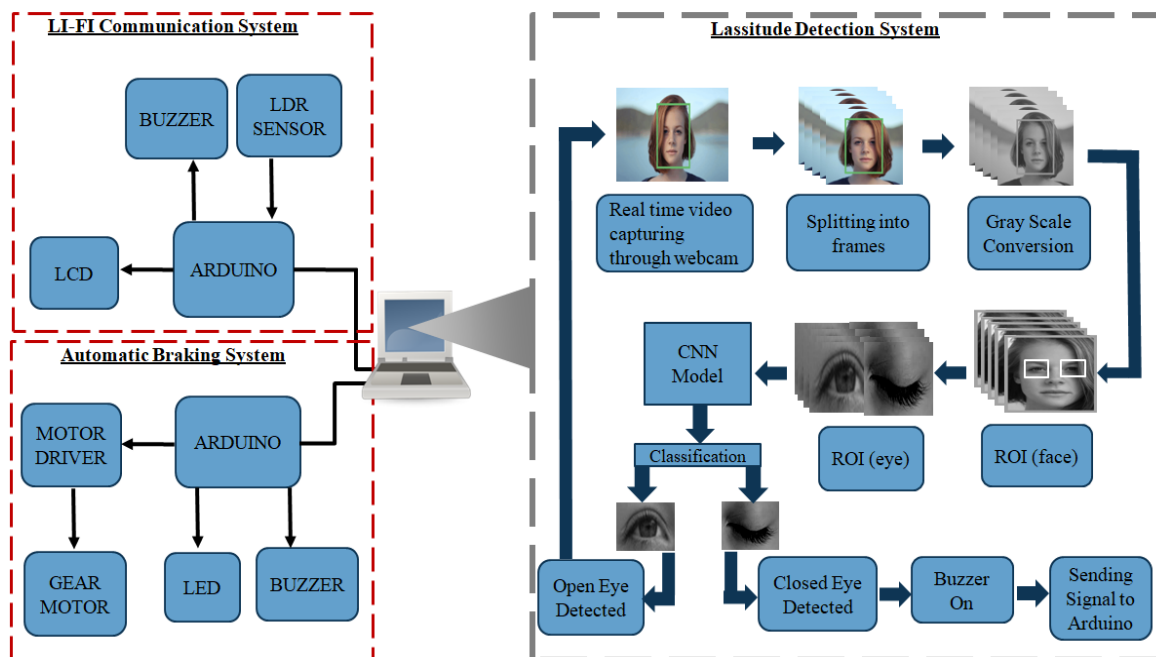 LI-FI Communication System
BUZZER
LDR
SENSOR
LCD
ARDUINO
Automatic Braking System
MOTOR
DRIVER
ARDUINO
GEAR
MOTOR
LED
BUZZER
Lassitude Detection System
Real time video
capturing
through webcam
Splitting into
frames
Gray Scale
Conversion
CNN
Model
ROI (eye)
ROI (face)
Classification
Open Eye
Detected
Closed Eye
Detected
Buzzer
On
Sending
Signal to
Arduino